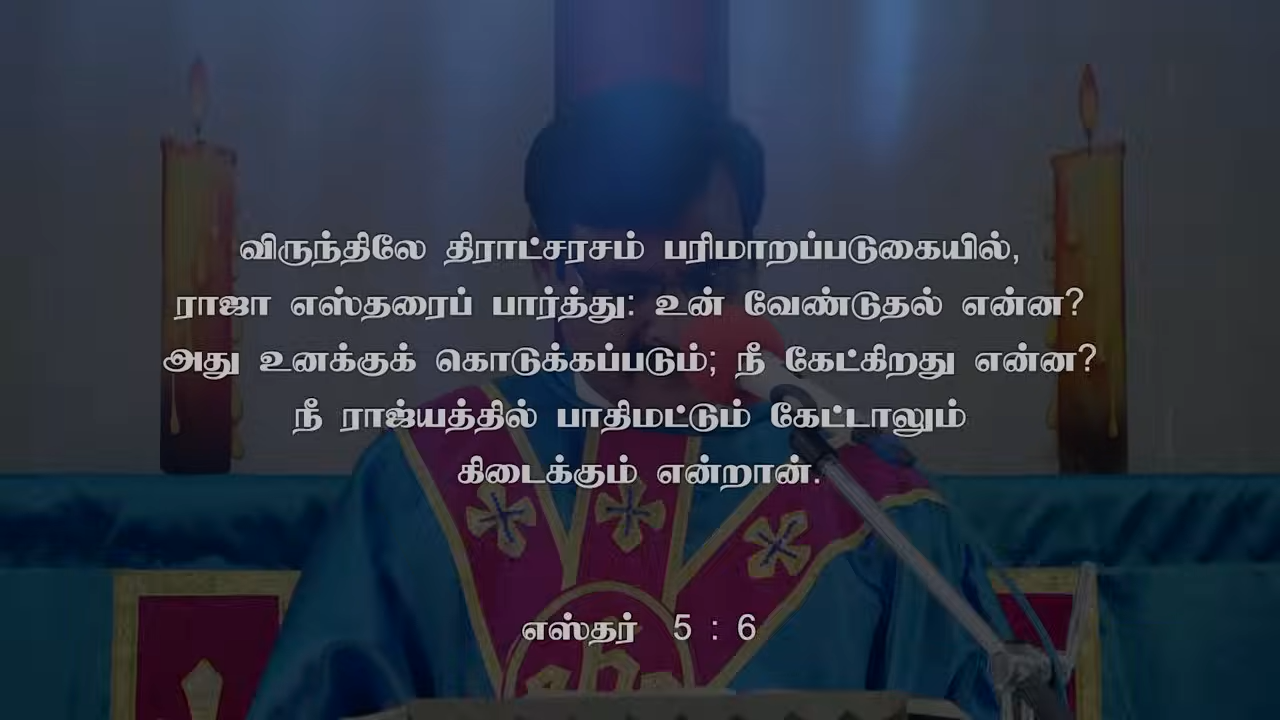 விருந்திலே திராட்சரசம் பரிமாறப்படுகையில்,
ராஜா எஸ்தரைப் பார்த்து: உன் வேண்டுதல் என்ன?
அது உனக்குக் கொடுக்கப்படும்; நீ கேட்கிறது என்ன?
நீ ராஜ்யத்தில் பாதிமட்டும் கேட்டாலும்
கிடைக்கும் என்றான்.
எஸ்தர் 5 : 6